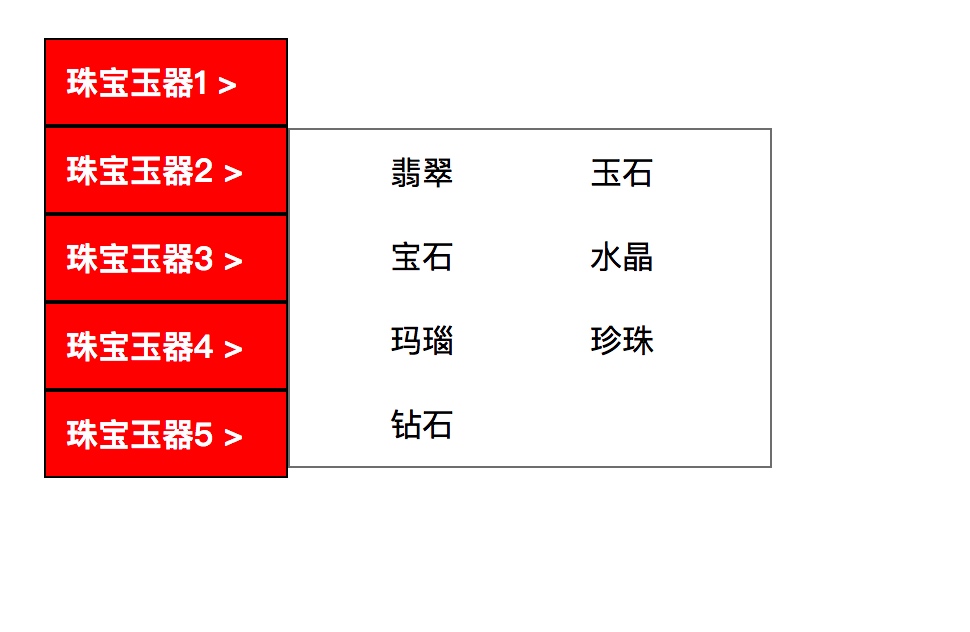 珠宝玉器1 >
珠宝玉器2 >
珠宝玉器3 >
珠宝玉器4 >
珠宝玉器5 >
翡翠 玉石
宝石 水晶
玛瑙 珍珠
钻石